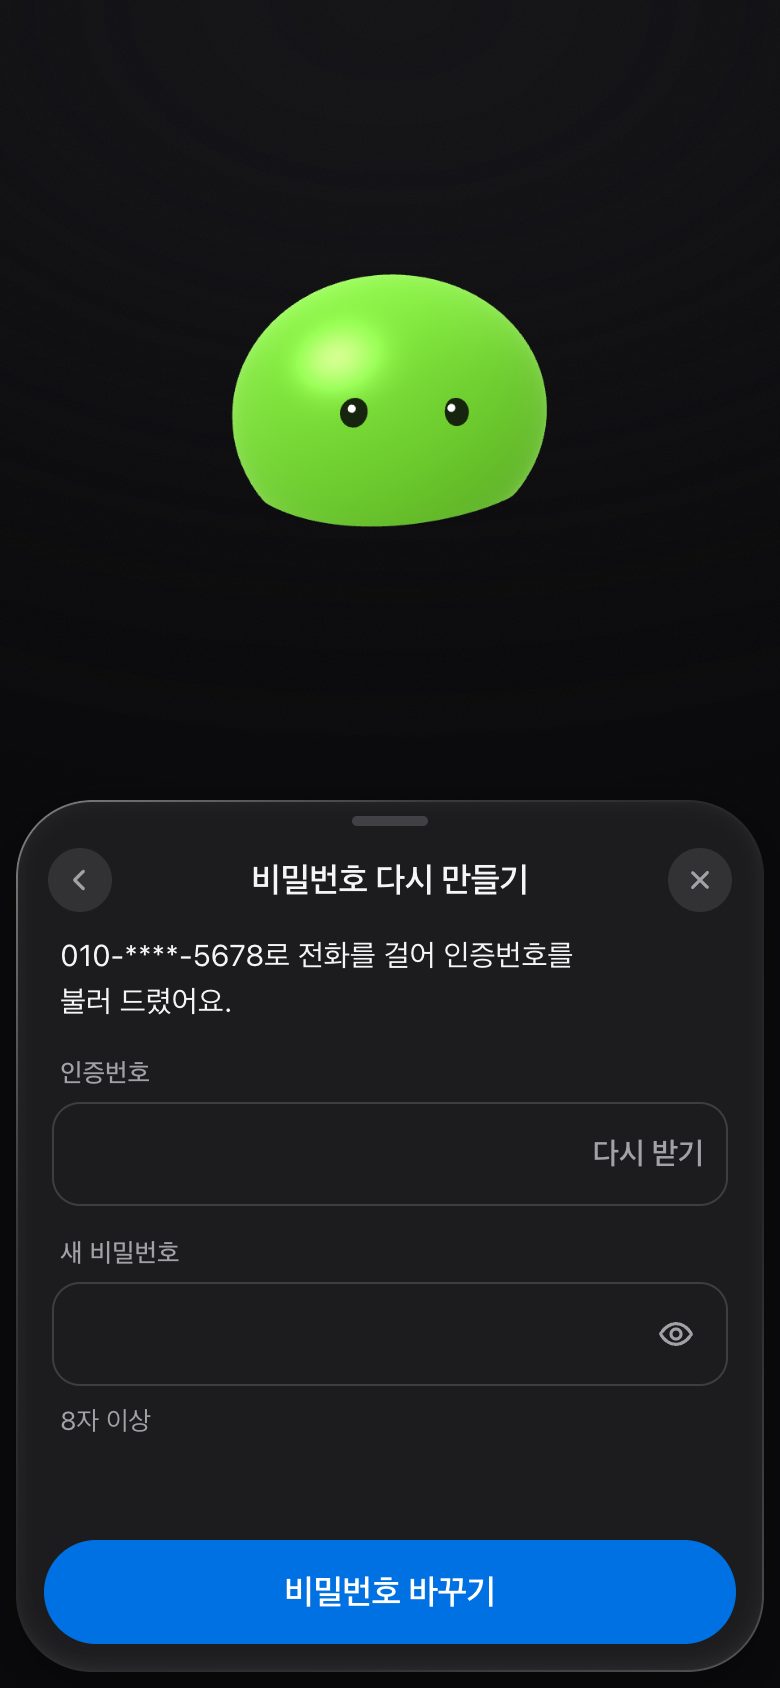 비밀번호 다시 만들기
010-****-5678로 전화를 걸어 인증번호를
불러 드렸어요.
인증번호
다시 받기
새 비밀번호
8자 이상
비밀번호 바꾸기